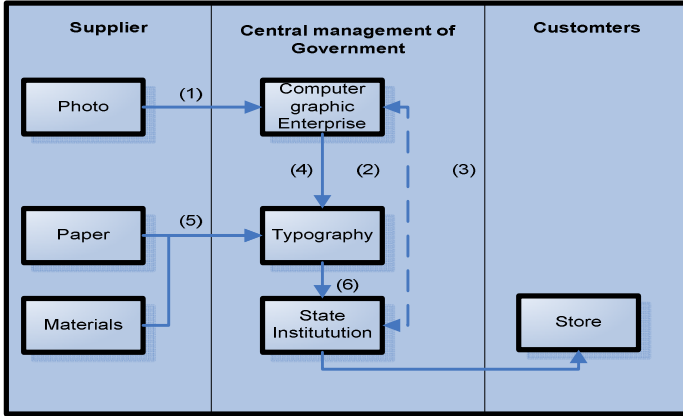 Supplier
Central management of
Government
Customters
Photo
(1)
Computer
graphic
Enterprise
(4)
(2)
(3)
Paper
(5)
Typography
(6)
Materials
State
Institutution
Store